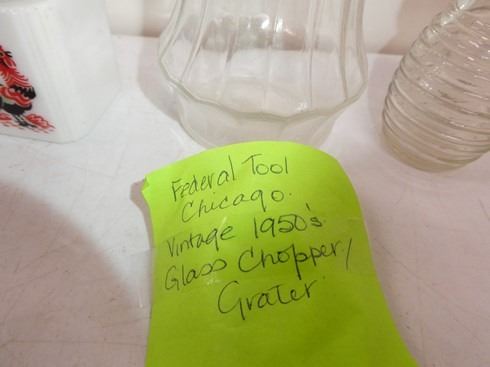 Federal Tool
Chicago.
Vintage 1950's
Glass Chopper/
Grater